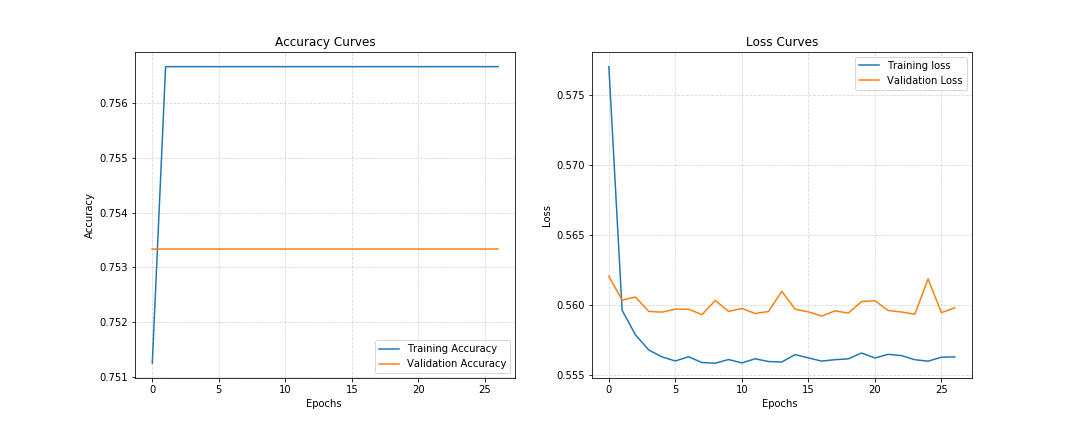 Accuracy Curves
0.756
0.755
0.754
0.753
0.752
0.751
Accuracy
0
5
10
15
20
25
Epochs
Training Accuracy
Validation Accuracy
Loss Curves
0.575
0.570
0.565
0.560
0.555
Loss
0
5
10
15
20
25
Epochs
Training loss
Validation Loss